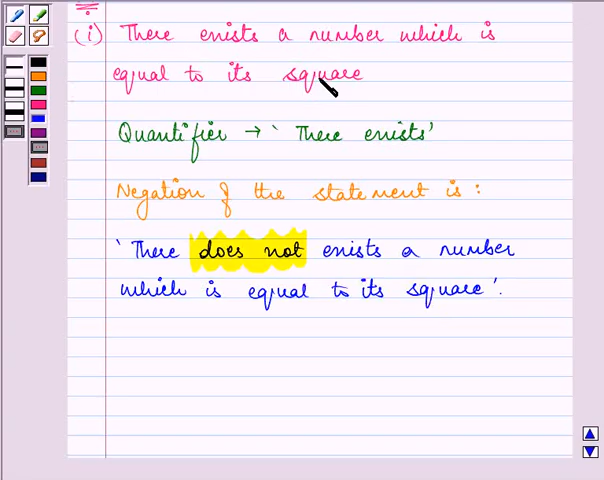 (i) There exists a number which is
equal to its square
Quantifier → ‘There exists’
Negation of the statement is :
‘There does not exists a number
which is equal to its square’.